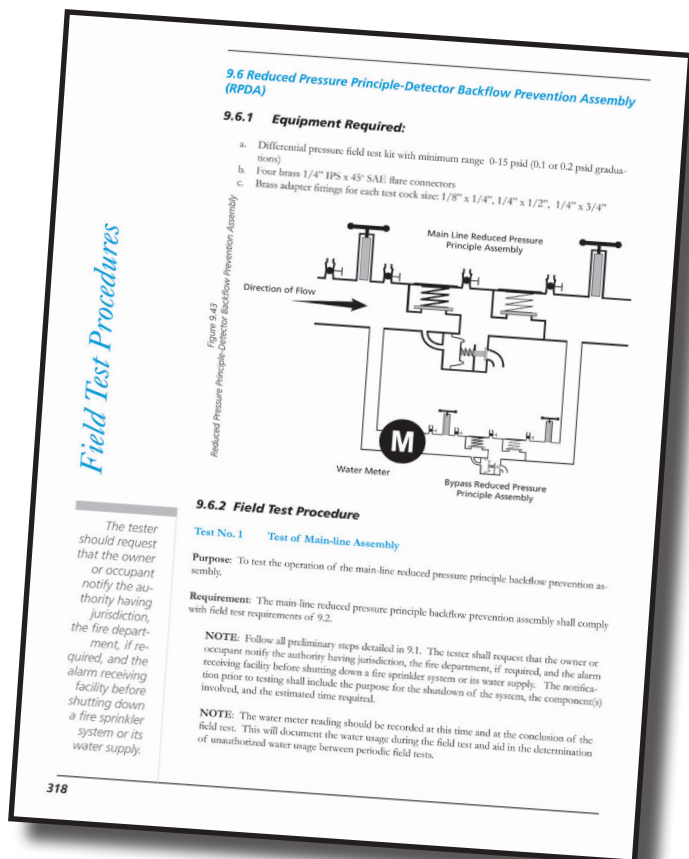 9.6 Reduced Pressure Principle-Detector Backflow Prevention Assembly
(RPDA)
9.6.1 Equipment Required:
a. Differential pressure field test kit with minimum range 0-15 psid (0.1 or 0.2 psid gradua-
tions)
b. Four brass 1/4" IPS x 45° SAE flare connectors
c. Brass adapter fittings for each test cock size: 1/8" x 1/4", 1/4" x 1/2", 1/4" x 3/4"
Field Test Procedures
Figure 9.43
Reduced Pressure Principle-Detector Backflow Prevention Assembly
Main Line Reduced Pressure
Principle Assembly
Direction of Flow
M
Water Meter
Bypass Reduced Pressure
Principle Assembly
9.6.2 Field Test Procedure
Test No. 1 Test of Main-line Assembly
Purpose: To test the operation of the main-line reduced pressure principle backflow prevention as-
sembly.
Requirement: The main-line reduced pressure principle backflow prevention assembly shall comply
with field test requirements of 9.2.
NOTE: Follow all preliminary steps detailed in 9.1. The tester shall request that the owner or
occupant notify the authority having jurisdiction, the fire department, if required, and the alarm
receiving facility before shutting down a fire sprinkler system or its water supply. The notifica-
tion prior to testing shall include the purpose for the shutdown of the system, the component(s)
involved, and the estimated time required.
NOTE: The water meter reading should be recorded at this time and at the conclusion of the
field test. This will document the water usage during the field test and aid in the determination
of unauthorized water usage between periodic field tests.
The tester
should request
that the owner
or occupant
notify the au-
thority having
jurisdiction,
the fire depart-
ment, if re-
quired, and the
alarm receiving
facility before
shutting down
a fire sprinkler
system or its
water supply.
318